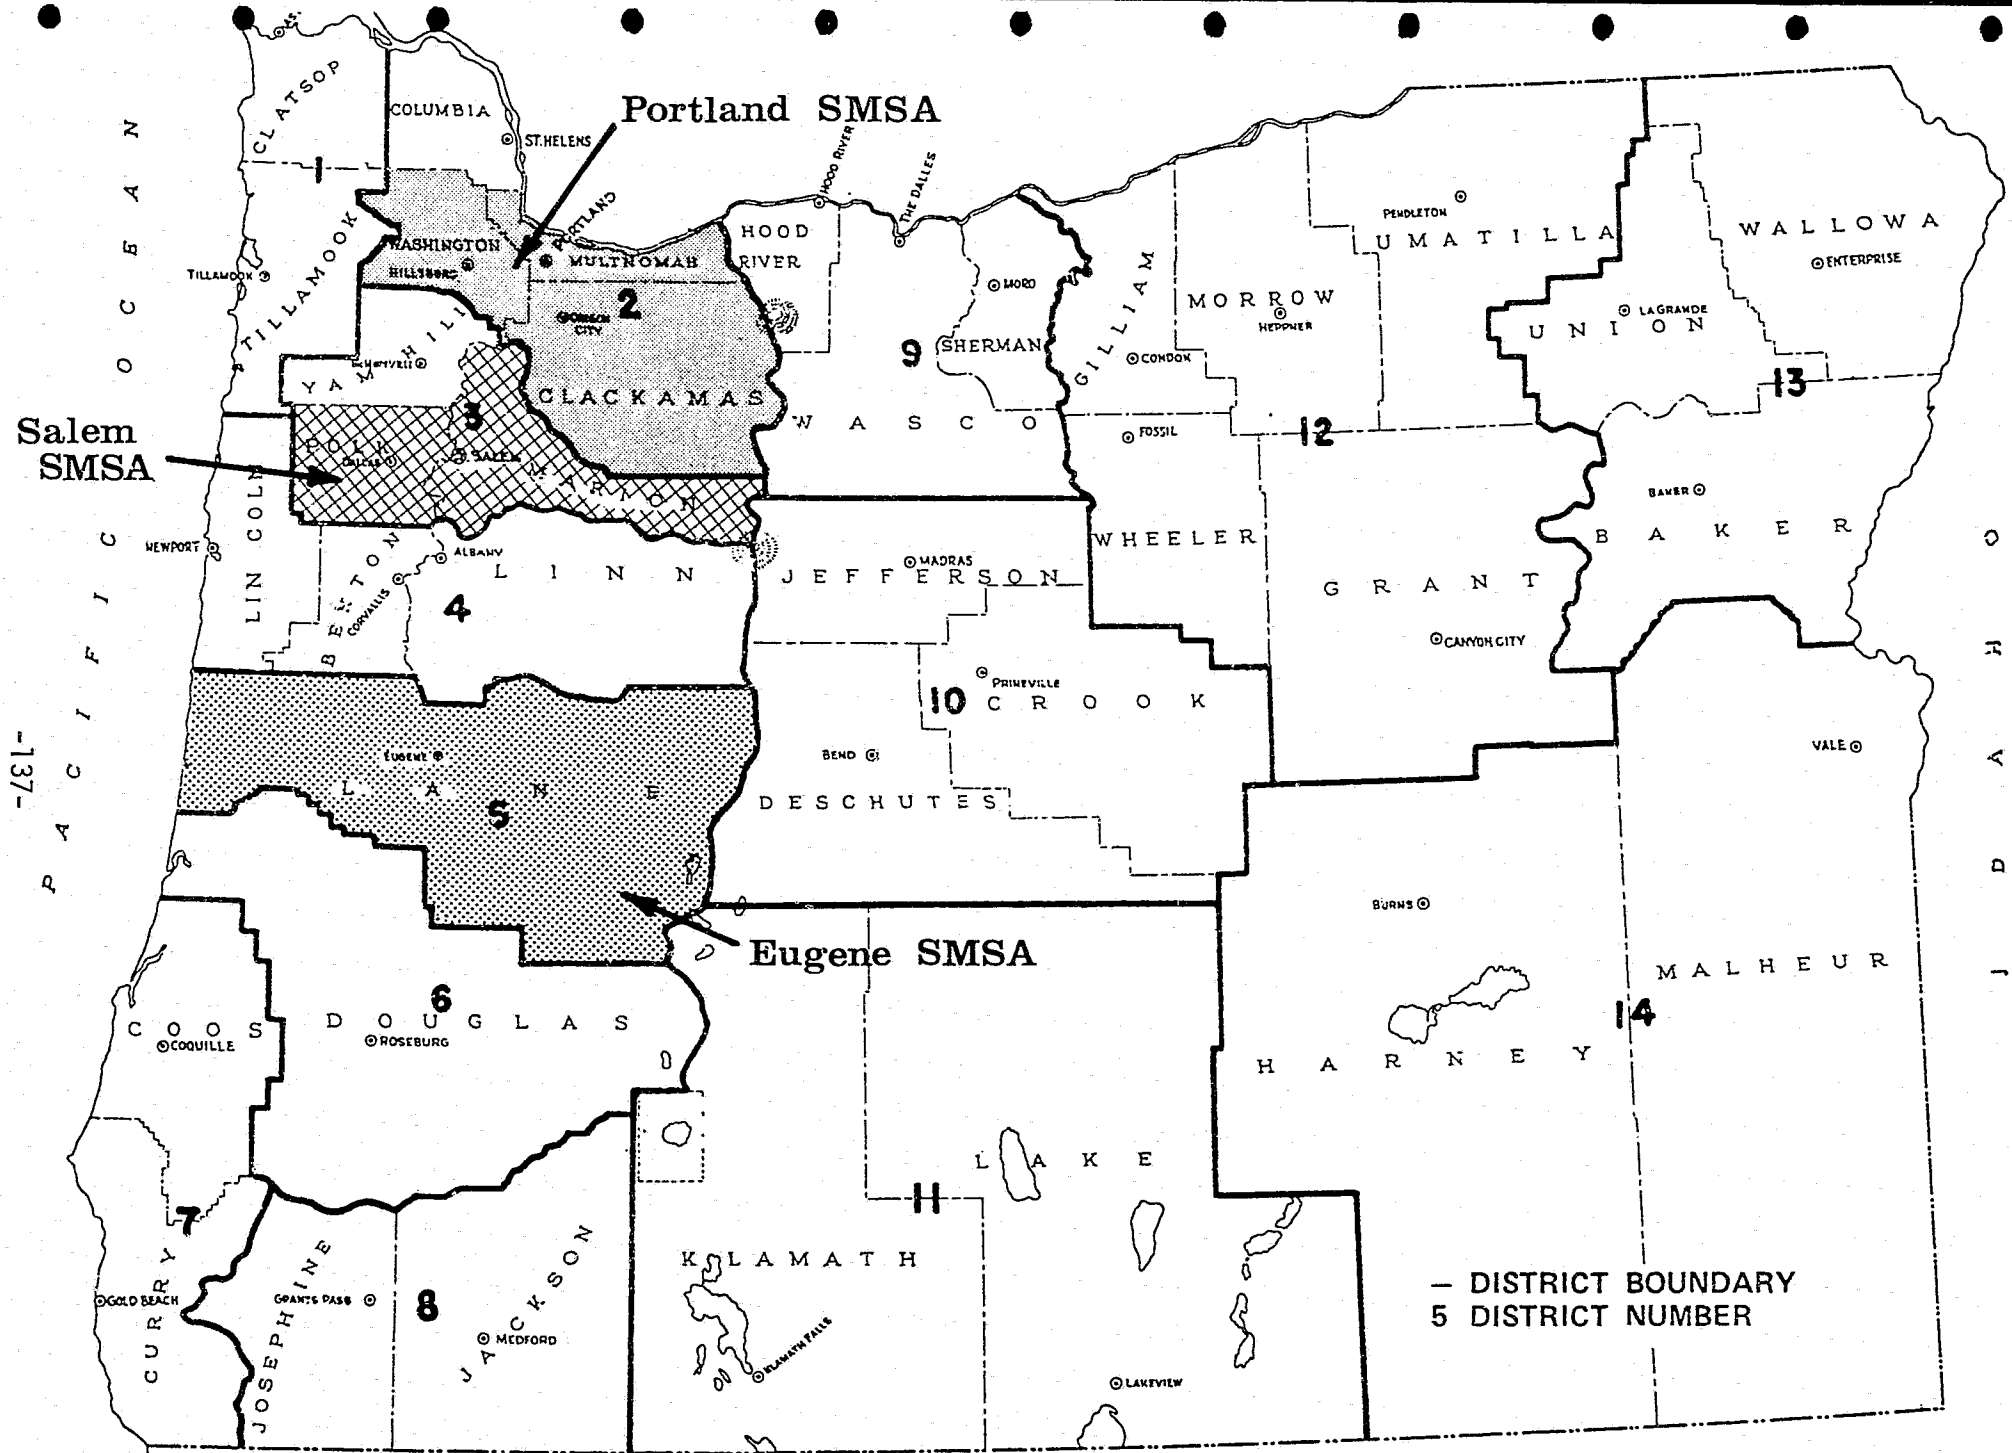 CLATSOP
COLUMBIA
ST. HELENS
Portland SMSA
HOOD RIVER
THE DALLES
PORTLAND
WASHINGTON
HILLSBORO
MULTNOMAH
HOOD
RIVER
1
2
OREGON
CITY
CLACKAMAS
TILLAMOOK
TILLAMOOK
YAMHILL
3
Salem
SMSA
POLK
DALLAS
SALEM
MARION
9
MORO
SHERMAN
WASCO
GILLIAM
CONDON
MORROW
HEPPNER
PENDLETON
UMATILLA
WALLOWA
ENTERPRISE
LA GRANDE
UNION
13
12
FOSSIL
WHEELER
GRANT
CANYON CITY
BAKER
BAKER
NEWPORT
LINCOLN
BENTON
CORVALLIS
ALBANY
LINN
4
MADRAS
JEFFERSON
10
PRINEVILLE
CROOK
BEND
DESCHUTES
EUGENE
LANE
5
Eugene SMSA
6
DOUGLAS
ROSEBURG
COOS
COQUILLE
7
CURRY
GOLD BEACH
JOSEPHINE
GRANTS PASS
8
JACKSON
MEDFORD
KLAMATH
KLAMATH FALLS
11
LAKE
LAKEVIEW
BURNS
HARNEY
14
MALHEUR
VALE
PACIFIC OCEAN
IDAHO
– DISTRICT BOUNDARY
5 DISTRICT NUMBER
-137-